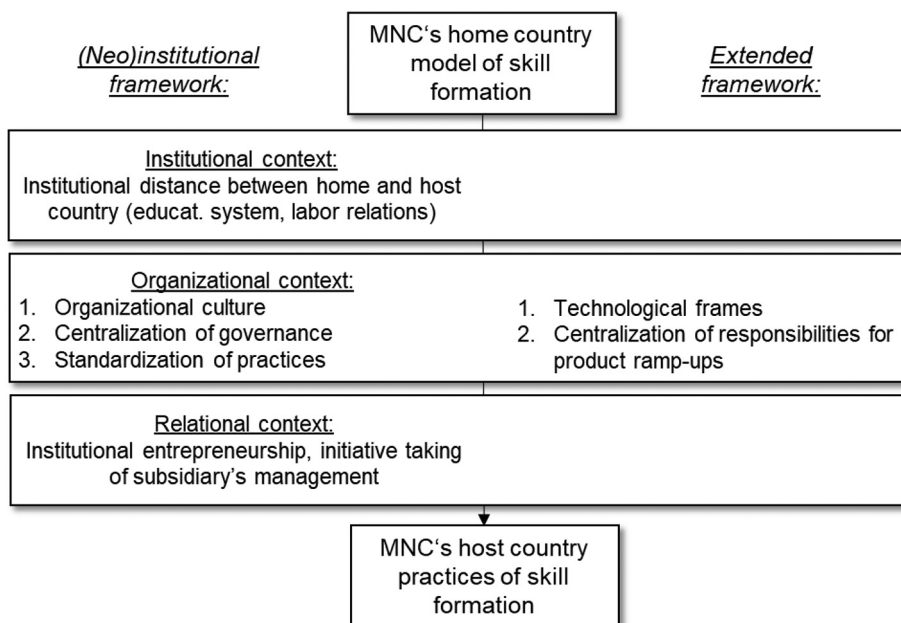 (Neo)institutional
framework:
MNC‘s home country
model of skill
formation
Extended
framework:
Institutional context:
Institutional distance between home and host
country (educat. system, labor relations)
Organizational context:
1. Organizational culture
2. Centralization of governance
3. Standardization of practices
1. Technological frames
2. Centralization of responsibilities for
product ramp-ups
Relational context:
Institutional entrepreneurship, initiative taking
of subsidiary’s management
MNC‘s host country
practices of skill
formation